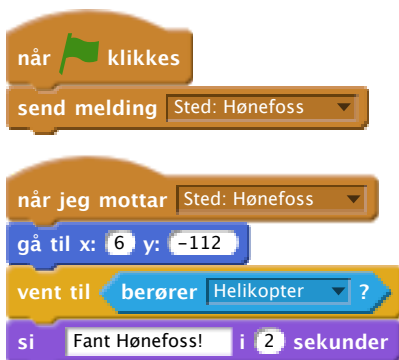 når klikkes
send melding Sted: Hønefoss
når jeg mottar Sted: Hønefoss
gå til x: 6 y: -112
vent til berører Helikopter ?
si Fant Hønefoss! i 2 sekunder